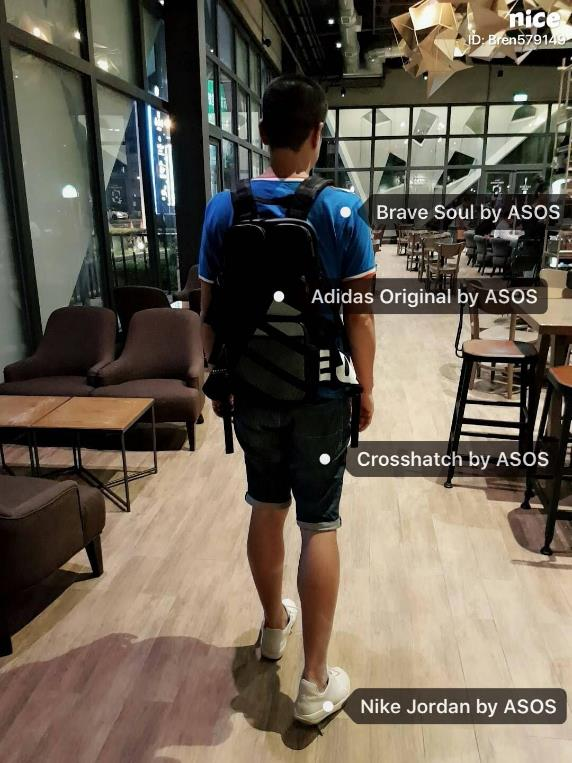 nice
ID: Bren579149
Brave Soul by ASOS
Adidas Original by ASOS
Crosshatch by ASOS
Nike Jordan by ASOS